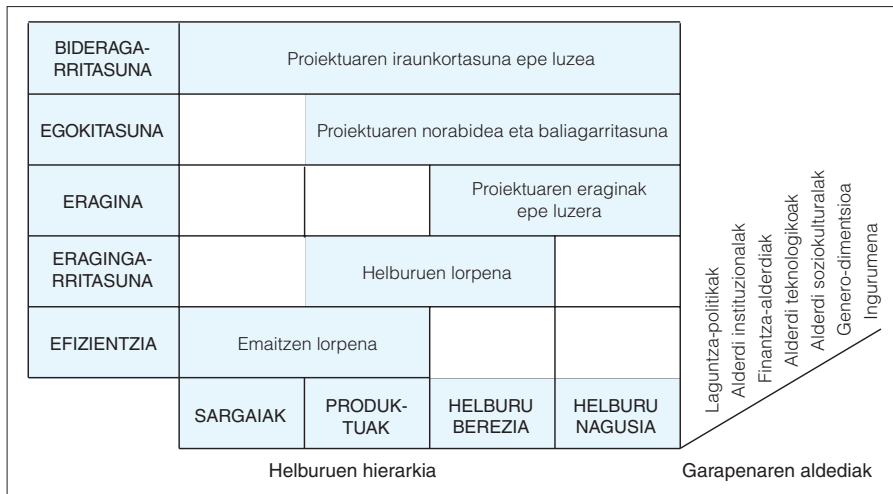 BIDERAGA-
RRITASUNA
Proiektuaren iraunkortasuna epe luzea
EGOKITASUNA
Proiektuaren norabidea eta baliagarritasuna
ERAGINA
Proiektuaren eraginak
epe luzera
ERAGINGA-
RRITASUNA
Helburuen lorpena
EFIZIENTZIA
Emaitzen lorpena
SARGAIAK
PRODUK-
TUAK
HELBURU
BEREZIA
HELBURU
NAGUSIA
Laguntza-politikak
Alderdi instituzionalak
Finantza-alderdiak
Alderdi teknologikoak
Alderdi soziokulturalak
Genero-dimentsioa
Ingurumena
Helburuen hierarkia
Garapenaren aldediak